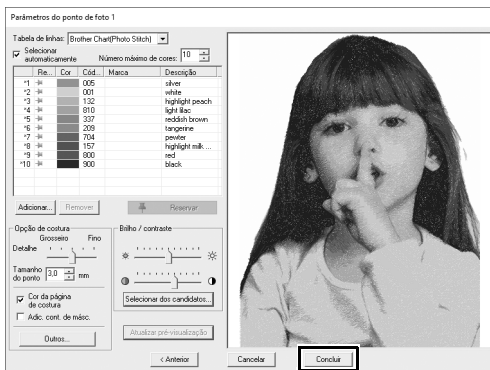 Parâmetros do ponto de foto 1
Tabela de linhas: Brother Chart(Photo Stitch)
Selecionar automaticamente
Número máximo de cores: 10
Re... Cor Cód... Marca Descrição
*1 005 silver
*2 001 white
*3 132 highlight peach
*4 810 light lilac
*5 337 reddish brown
*6 209 tangerine
*7 704 pewter
*8 157 highlight milk ...
*9 800 red
*10 900 black
Adicionar... Remover Reservar
Opção de costura
Grosseiro Fino
Detalhe
Tamanho do ponto 3,0 mm
Cor da página de costura
Adic. cont. de másc.
Outros...
Brilho / contraste
Selecionar dos candidatos...
Atualizar pré-visualização
< Anterior Cancelar Concluir